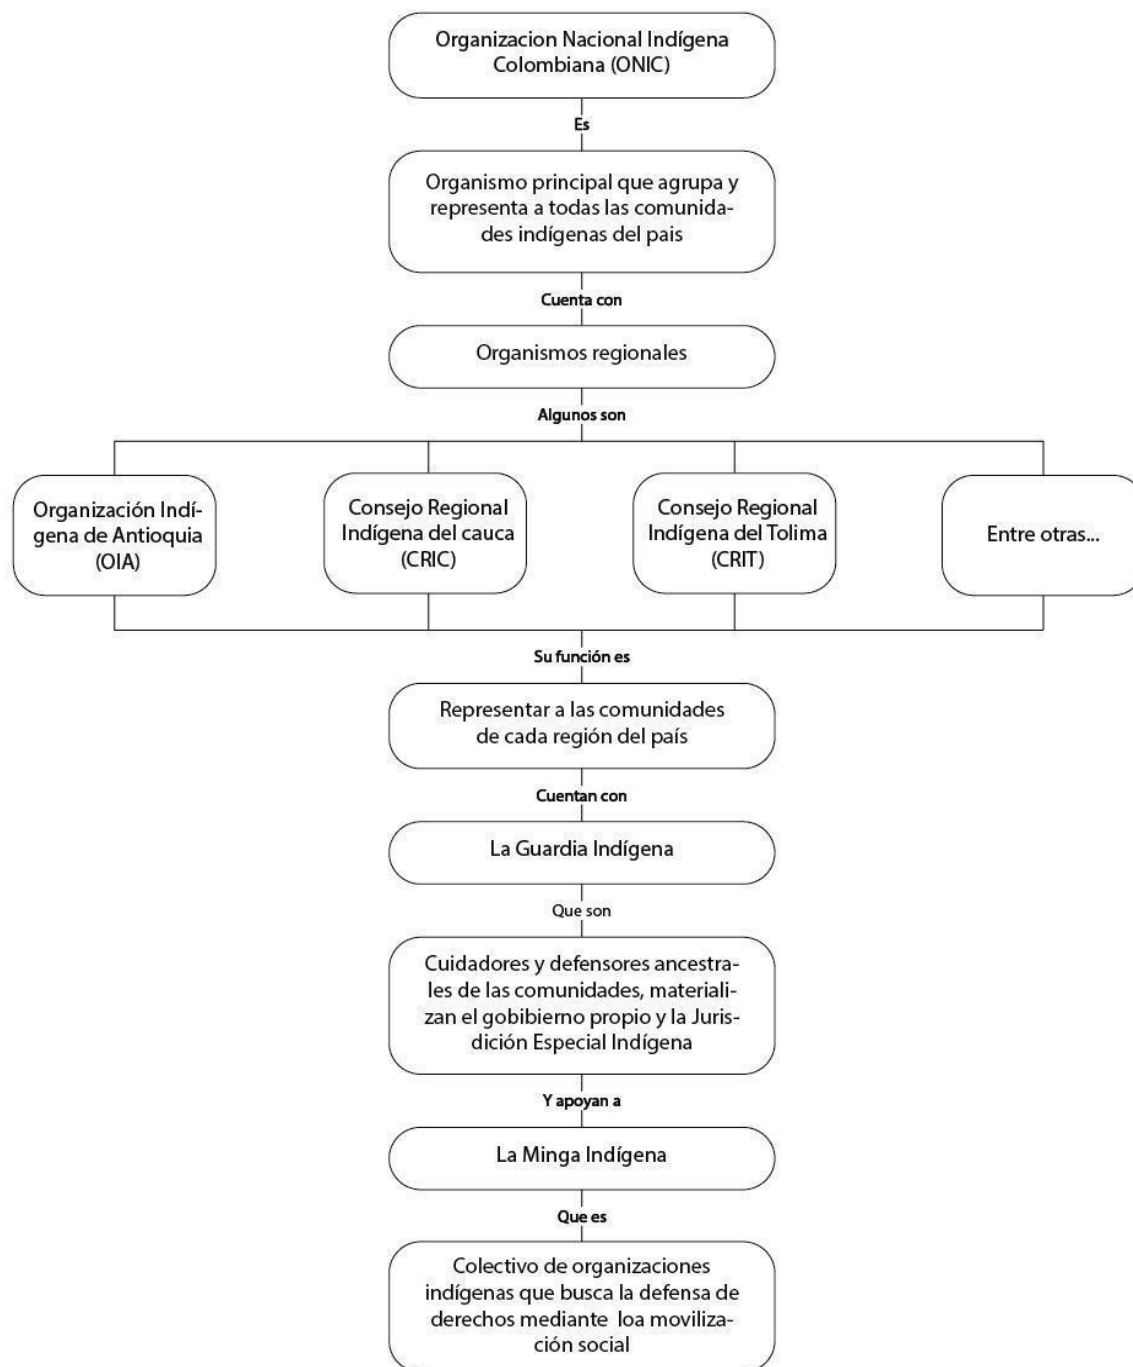 Organizacion Nacional Indígena
Colombiana (ONIC)
Es
Organismo principal que agrupa y
representa a todas las comunida-
des indígenas del pais
Cuenta con
Organismos regionales
Algunos son
Organización Indí-
gena de Antioquia
(OIA)
Consejo Regional
Indígena del cauca
(CRIC)
Consejo Regional
Indígena del Tolima
(CRIT)
Entre otras...
Su función es
Representar a las comunidades
de cada región del país
Cuentan con
La Guardia Indígena
Que son
Cuidadores y defensores ancestra-
les de las comunidades, materiali-
zan el gobibierno propio y la Juris-
dición Especial Indígena
Y apoyan a
La Minga Indígena
Que es
Colectivo de organizaciones
indígenas que busca la defensa de
derechos mediante loa moviliza-
ción social